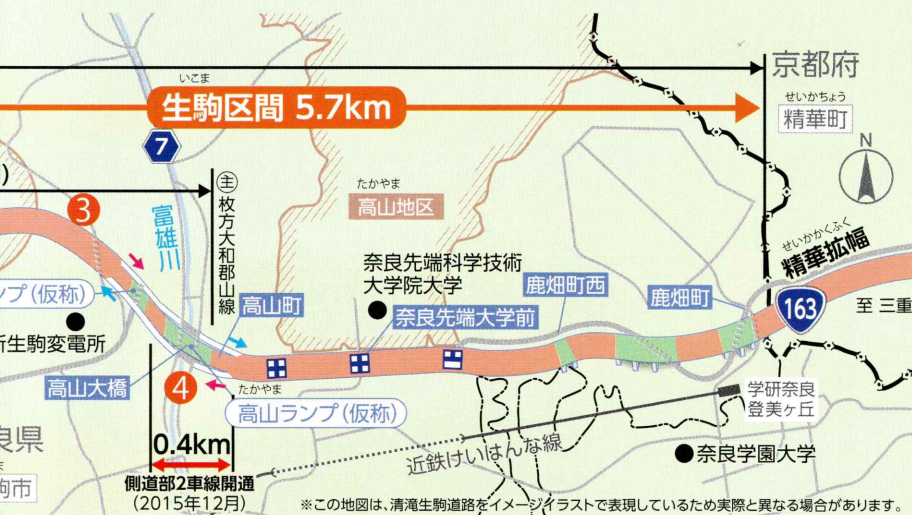 京都府
いこま
生駒区間 5.7km
せいかちょう
精華町
7
N
)
主
枚方大和郡山線
たかやま
高山地区
3
富雄川
せいかかくふく
精華拡幅
奈良先端科学技術
大学院大学
鹿畑町西
鹿畑町
163
至 三重
ンプ(仮称)
高山町
奈良先端大学前
新生駒変電所
高山大橋
4
たかやま
高山ランプ(仮称)
学研奈良
登美ヶ丘
0.4km
近鉄けいはんな線
奈良学園大学
良県
駒市
側道部2車線開通
(2015年12月)
※この地図は、清滝生駒道路をイメージイラストで表現しているため実際と異なる場合があります。